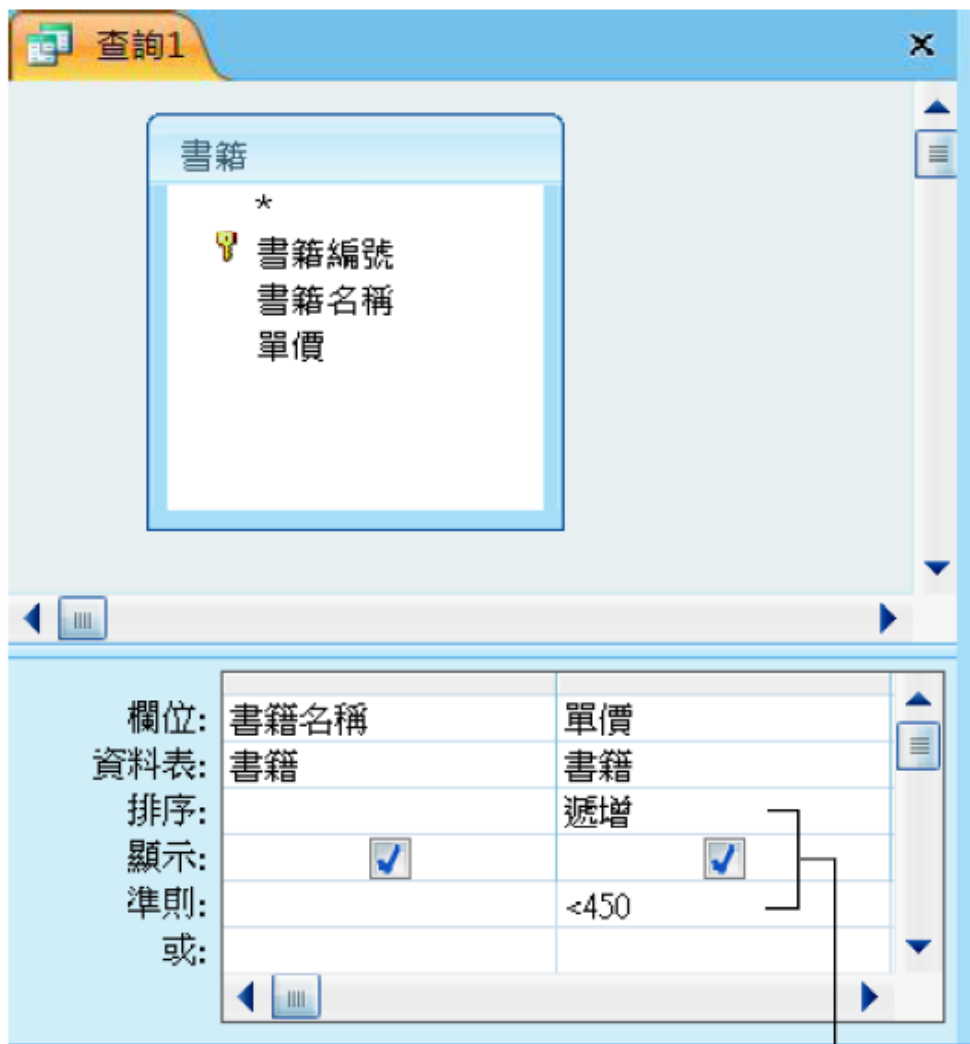 查詢1
書籍
*
書籍編號
書籍名稱
單價
欄位: 書籍名稱 單價
資料表: 書籍 書籍
排序: 遞增
顯示:
準則: <450
或: